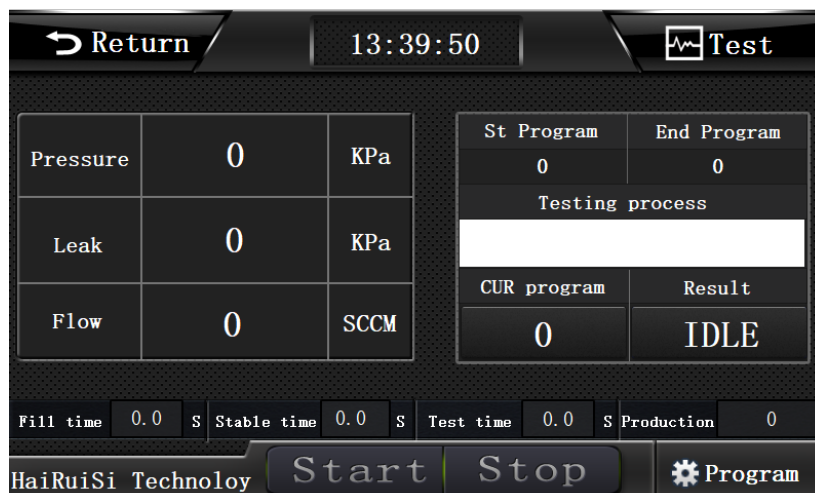 Return 13:39:50 Test
St Program End Program
Pressure 0 KPa 0 0
Testing process
Leak 0 KPa
CUR program Result
Flow 0 SCCM 0 IDLE
Fill time 0.0 S Stable time 0.0 S Test time 0.0 S Production 0
HaiRuiSi Technoloy Start Stop Program